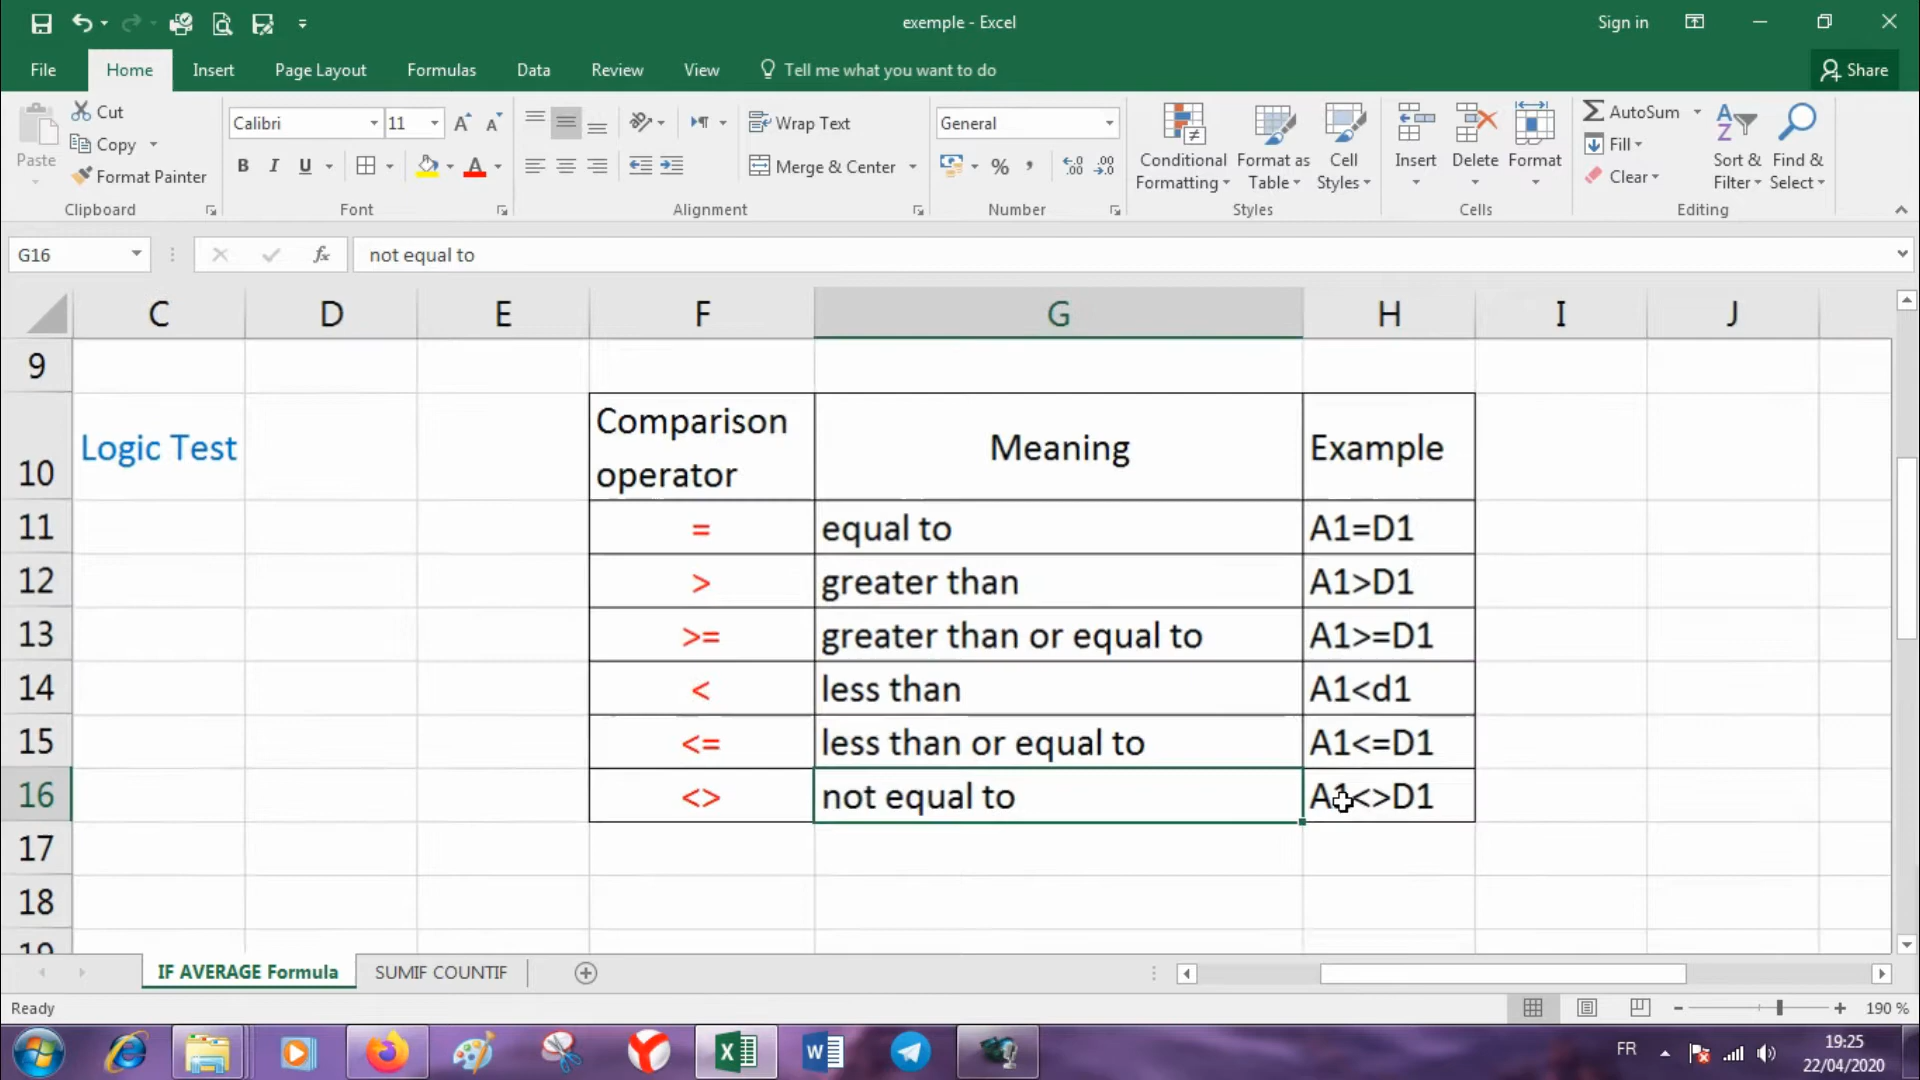 exemple - Excel
Sign in
File Home Insert Page Layout Formulas Data Review View Tell me what you want to do Share
Paste
Cut
Copy
Format Painter
Clipboard
Calibri 11
B I U
A A
Font
Wrap Text
Merge & Center
Alignment
General
%
Number
Conditional Formatting
Format as Table
Cell Styles
Styles
Insert Delete Format
Cells
AutoSum
Fill
Clear
Sort & Filter
Find & Select
Editing
G16 fx not equal to
C D E F G H I J
9
10 Logic Test Comparison operator Meaning Example
11 = equal to A1=D1
12 > greater than A1>D1
13 >= greater than or equal to A1>=D1
14 < less than A1<d1
15 <= less than or equal to A1<=D1
16 <> not equal to A1<>D1
17
18
19
IF AVERAGE Formula SUMIF COUNTIF
Ready 190 %
FR 19:25
22/04/2020